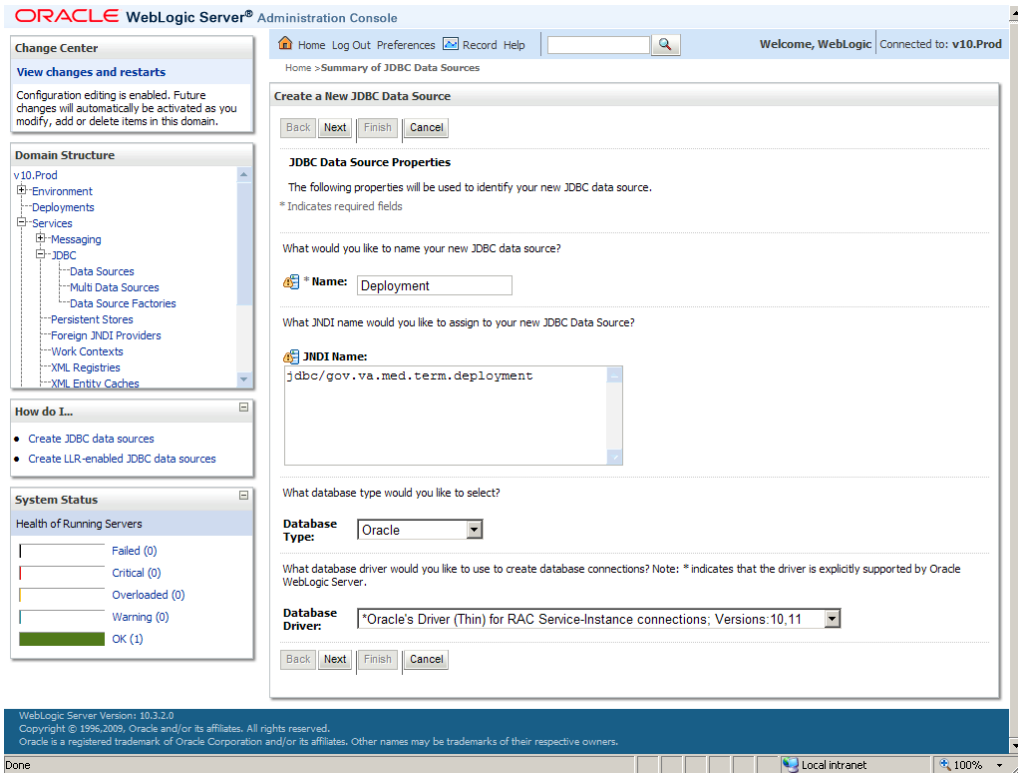 ORACLE WebLogic Server® Administration Console
Change Center
View changes and restarts
Configuration editing is enabled. Future
changes will automatically be activated as you
modify, add or delete items in this domain.
Domain Structure
v10.Prod
Environment
Deployments
Services
Messaging
JDBC
Data Sources
Multi Data Sources
Data Source Factories
Persistent Stores
Foreign JNDI Providers
Work Contexts
XML Registries
XML Entity Caches
How do I...
Create JDBC data sources
Create LLR-enabled JDBC data sources
System Status
Health of Running Servers
Failed (0)
Critical (0)
Overloaded (0)
Warning (0)
OK (1)
Home Log Out Preferences Record Help
Welcome, WebLogic Connected to: v10.Prod
Home >Summary of JDBC Data Sources
Create a New JDBC Data Source
Back Next Finish Cancel
JDBC Data Source Properties
The following properties will be used to identify your new JDBC data source.
* Indicates required fields
What would you like to name your new JDBC data source?
* Name: Deployment
What JNDI name would you like to assign to your new JDBC Data Source?
JNDI Name:
jdbc/gov.va.med.term.deployment
What database type would you like to select?
Database
Type:
Oracle
What database driver would you like to use to create database connections? Note: * indicates that the driver is explicitly supported by Oracle
WebLogic Server.
Database
Driver:
*Oracle's Driver (Thin) for RAC Service-Instance connections; Versions:10,11
Back Next Finish Cancel
WebLogic Server Version: 10.3.2.0
Copyright © 1996,2009, Oracle and/or its affiliates. All rights reserved.
Oracle is a registered trademark of Oracle Corporation and/or its affiliates. Other names may be trademarks of their respective owners.
Done
Local intranet
100%